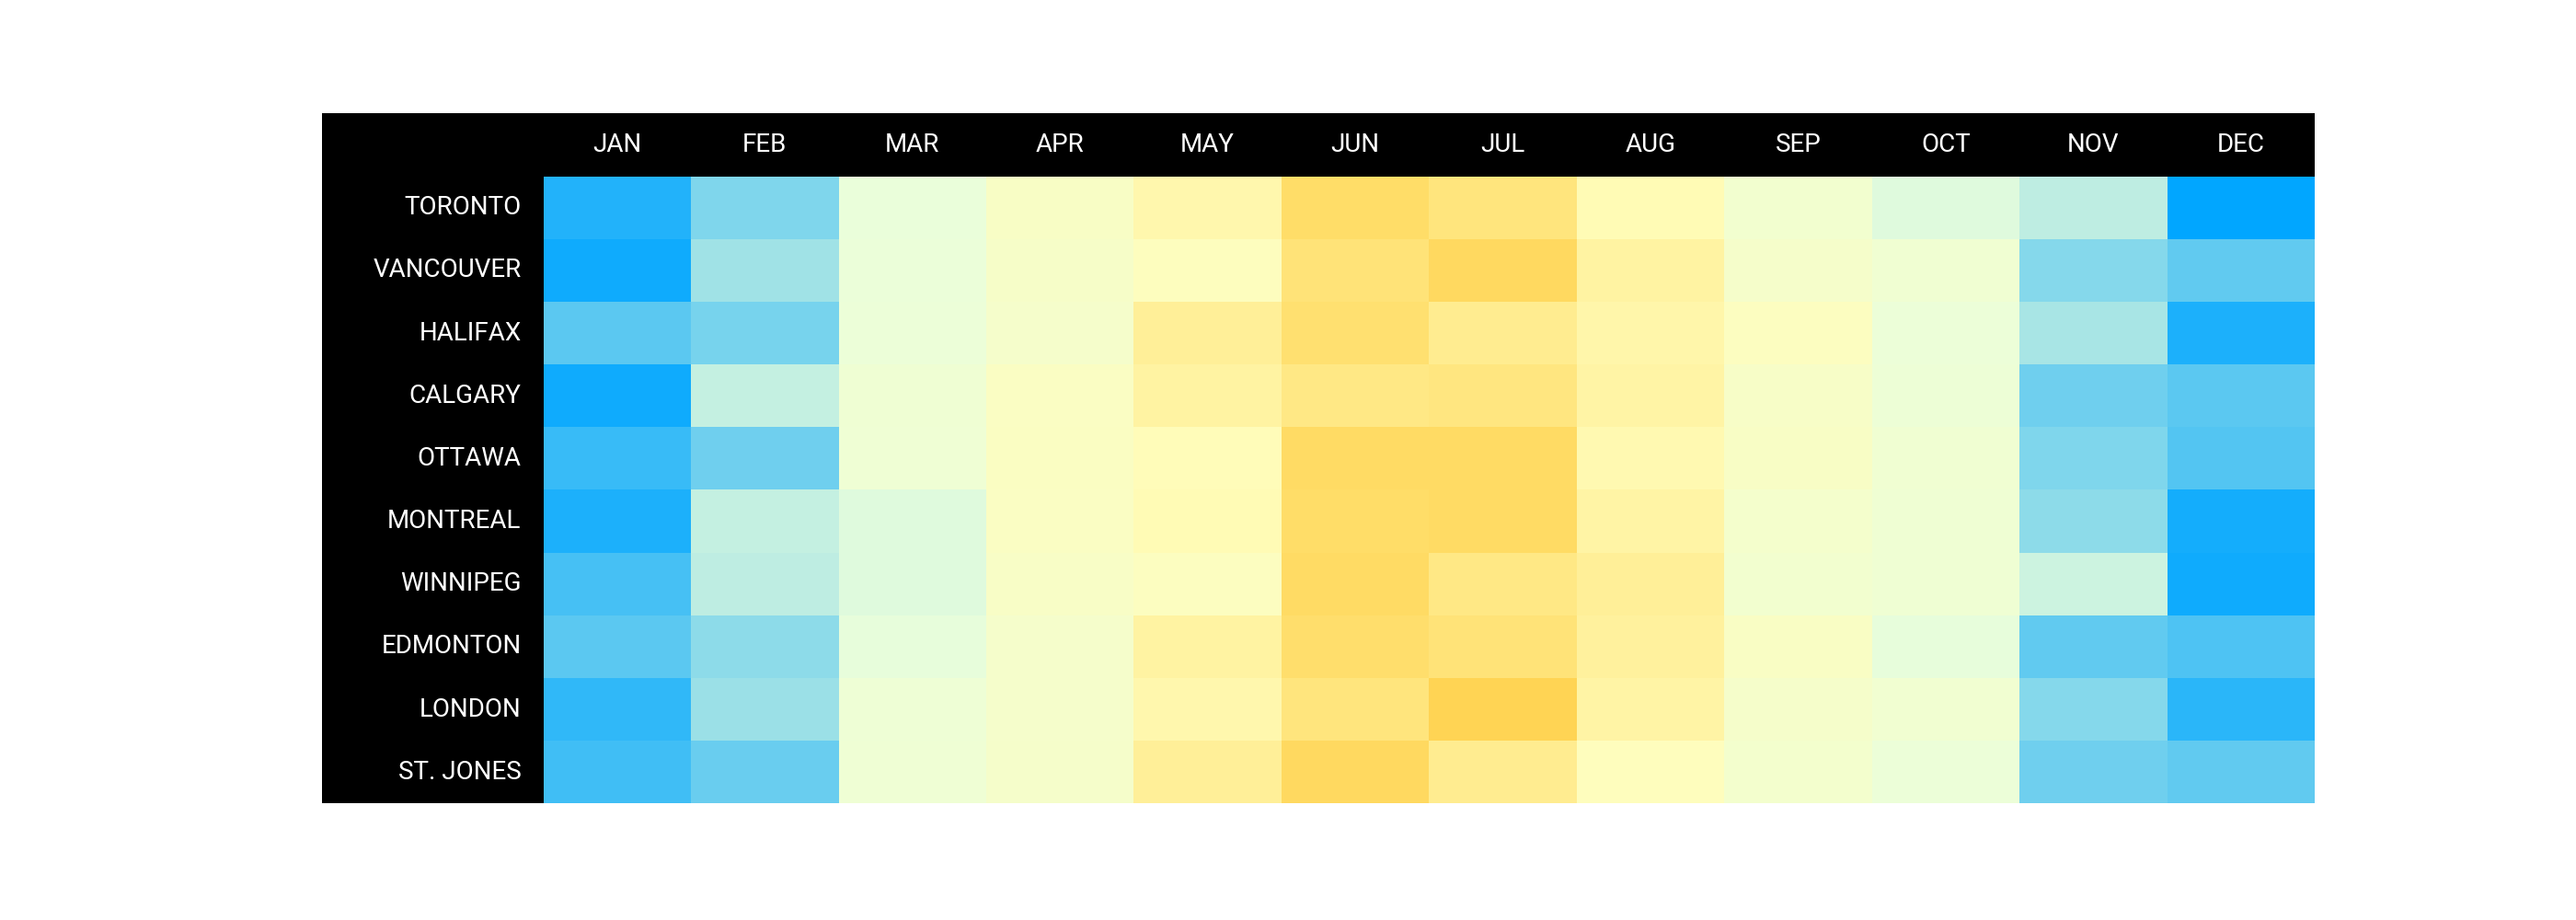 JAN FEB MAR APR MAY JUN JUL AUG SEP OCT NOV DEC
TORONTO
VANCOUVER
HALIFAX
CALGARY
OTTAWA
MONTREAL
WINNIPEG
EDMONTON
LONDON
ST. JONES